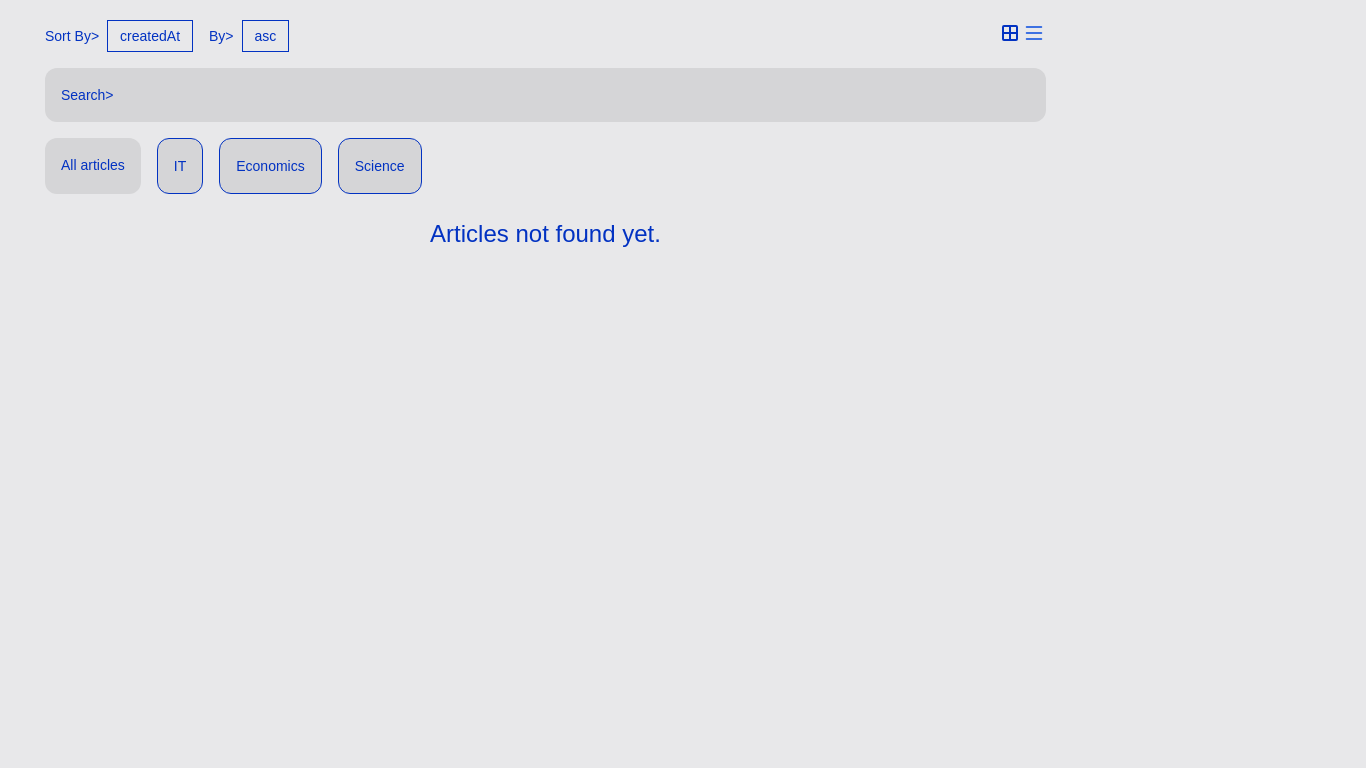 Sort By> createdAt By> asc
Search>
All articles IT Economics Science
Articles not found yet.